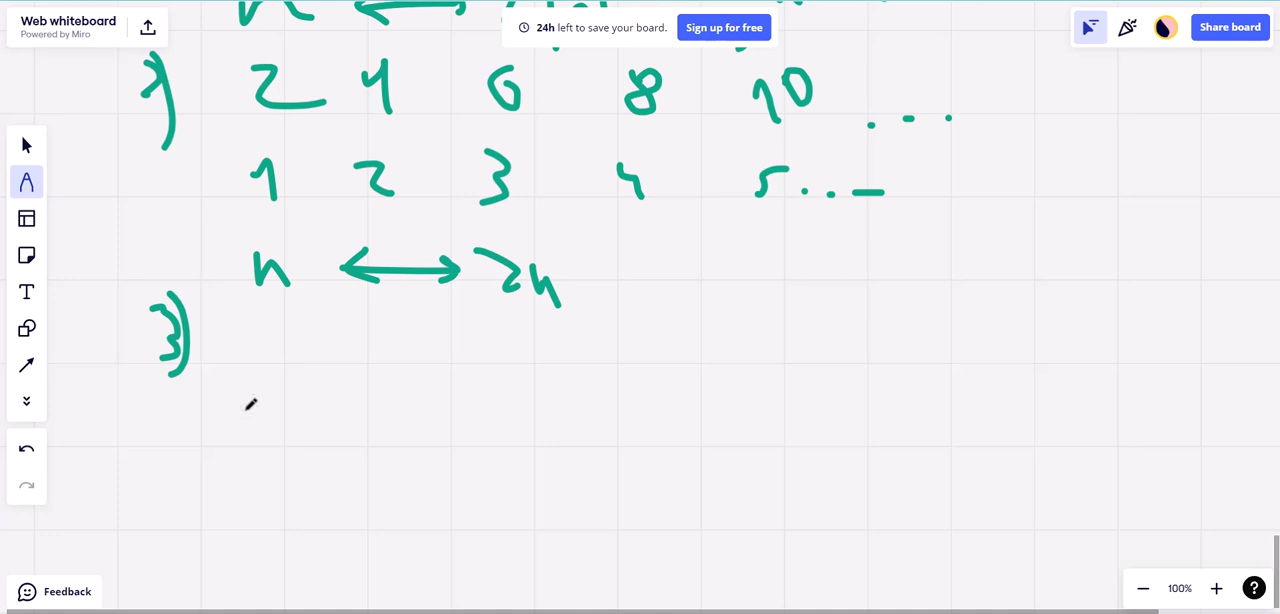 Web whiteboard
Powered by Miro
24h left to save your board.
Sign up for free
Share board
2) 2 4 6 8 10 ...
1 2 3 4 5 ...
n ↔ 2n
3)
T
100%
Feedback